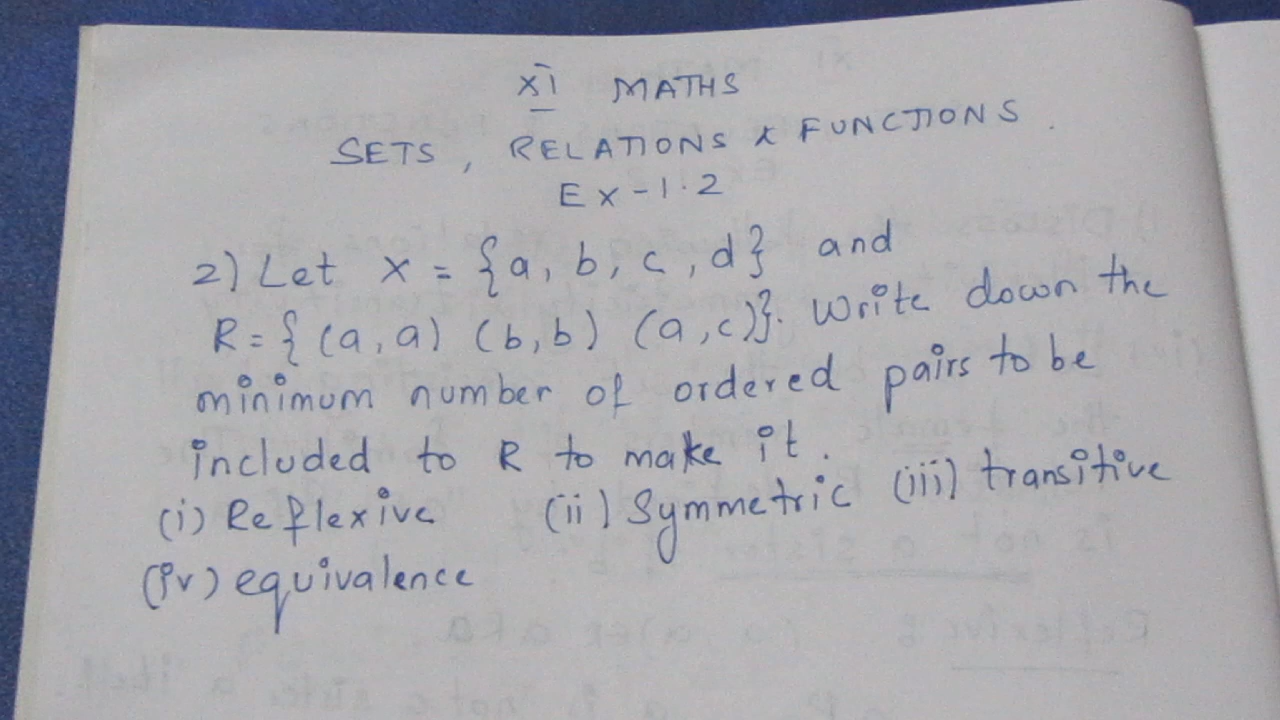 XI MATHS
SETS, RELATIONS & FUNCTIONS.
Ex-1.2
2) Let X = {a, b, c, d} and
R = { (a, a) (b, b) (a, c)}. Write down the
minimum number of ordered pairs to be
included to R to make it.
(i) Reflexive (ii) Symmetric (iii) transitive
(iv) equivalence